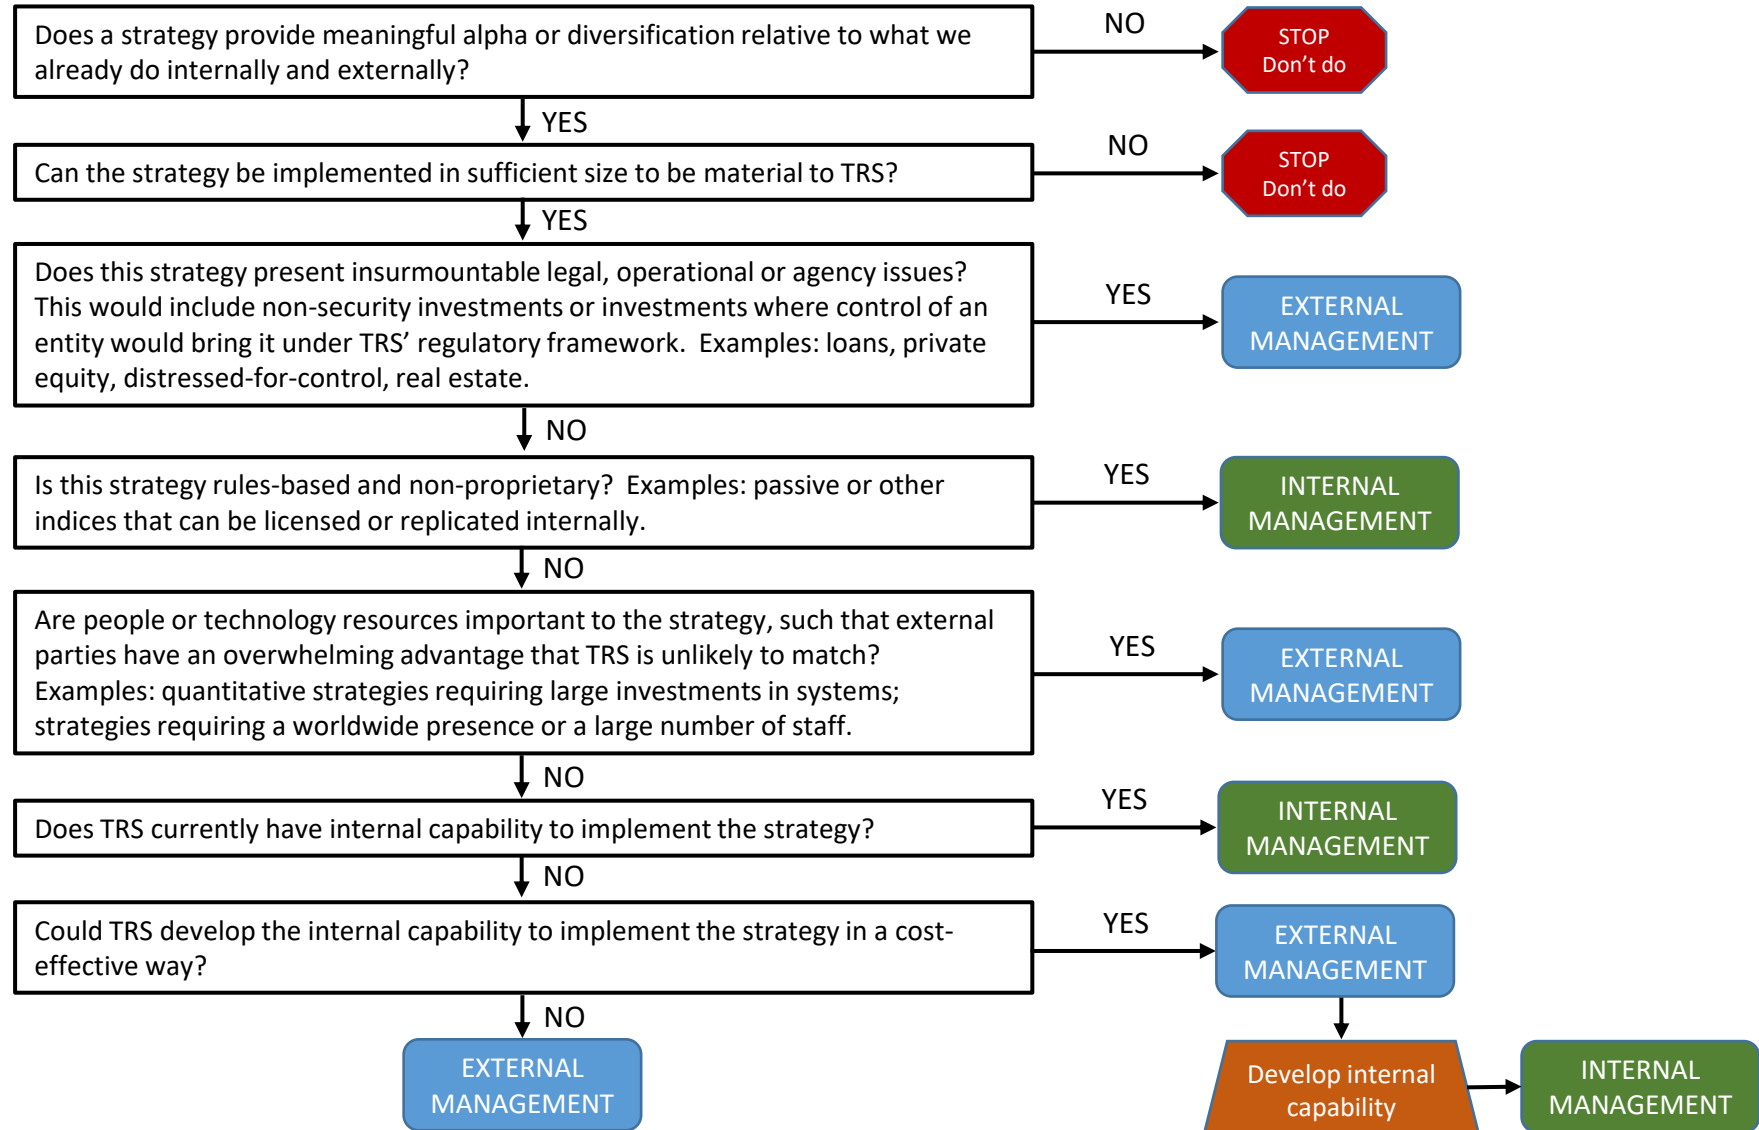 Does a strategy provide meaningful alpha or diversification relative to what we
already do internally and externally?
NO
STOP
Don’t do
YES
Can the strategy be implemented in sufficient size to be material to TRS?
NO
STOP
Don’t do
YES
Does this strategy present insurmountable legal, operational or agency issues?
This would include non-security investments or investments where control of an
entity would bring it under TRS’ regulatory framework.  Examples: loans, private
equity, distressed-for-control, real estate.
YES
EXTERNAL
MANAGEMENT
NO
Is this strategy rules-based and non-proprietary?  Examples: passive or other
indices that can be licensed or replicated internally.
YES
INTERNAL
MANAGEMENT
NO
Are people or technology resources important to the strategy, such that external
parties have an overwhelming advantage that TRS is unlikely to match?
Examples: quantitative strategies requiring large investments in systems;
strategies requiring a worldwide presence or a large number of staff.
YES
EXTERNAL
MANAGEMENT
NO
Does TRS currently have internal capability to implement the strategy?
YES
INTERNAL
MANAGEMENT
NO
Could TRS develop the internal capability to implement the strategy in a cost-
effective way?
YES
EXTERNAL
MANAGEMENT
NO
EXTERNAL
MANAGEMENT
Develop internal
capability
INTERNAL
MANAGEMENT